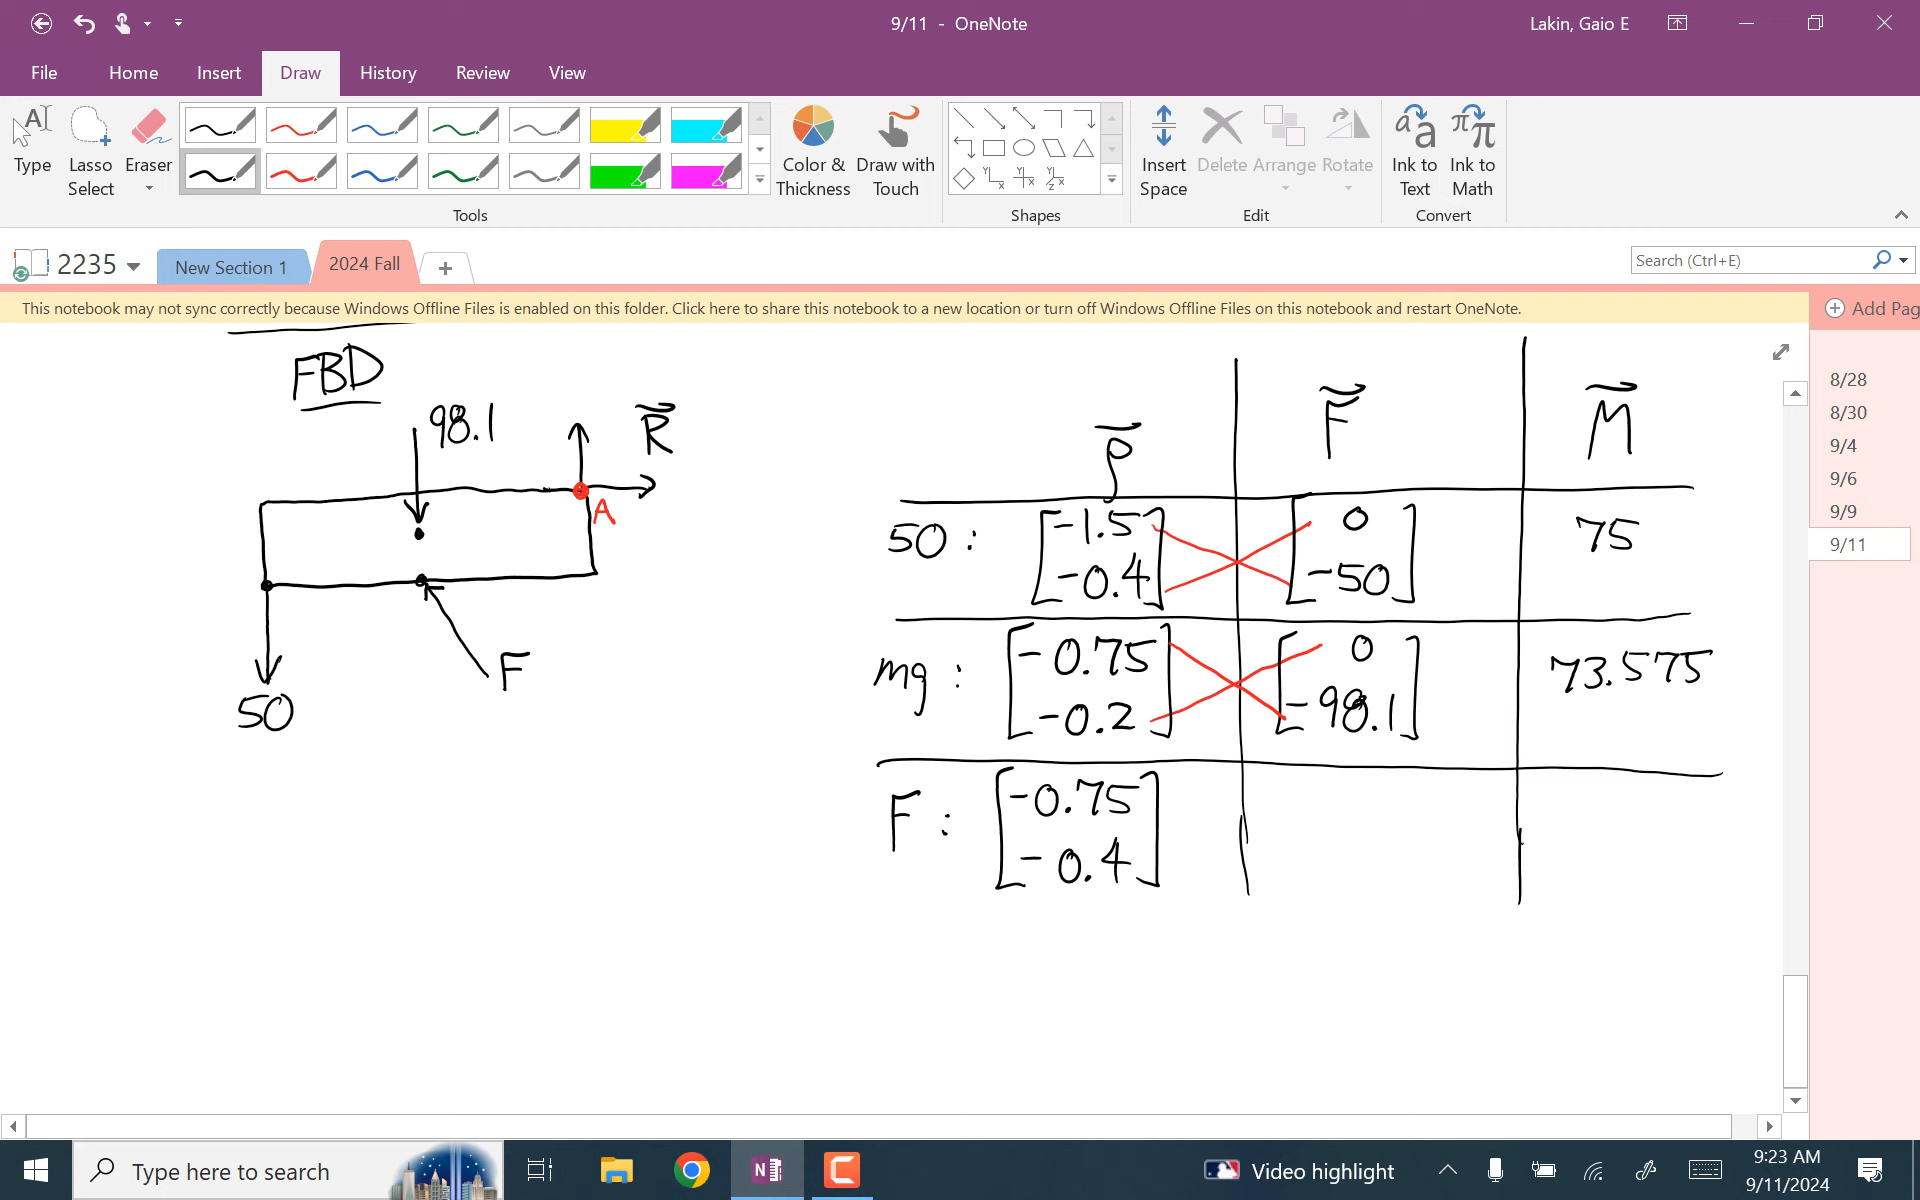 9/11 - OneNote
Lakin, Gaio E
File Home Insert Draw History Review View
Type
Lasso Select
Eraser
Color & Thickness
Draw with Touch
Insert Space
Delete
Arrange
Rotate
Ink to Text
Ink to Math
Tools
Shapes
Edit
Convert
2235
New Section 1
2024 Fall
Search (Ctrl+E)
This notebook may not sync correctly because Windows Offline Files is enabled on this folder. Click here to share this notebook to a new location or turn off Windows Offline Files on this notebook and restart OneNote.
Add Pag
8/28
8/30
9/4
9/6
9/9
9/11
FBD
98.1
R
A
F
50
ρ F M
50 : [-1.5 -0.4] [0 -50] 75
mg : [-0.75 -0.2] [0 -98.1] 73.575
F : [-0.75 -0.4]
Type here to search
Video highlight
9:23 AM
9/11/2024